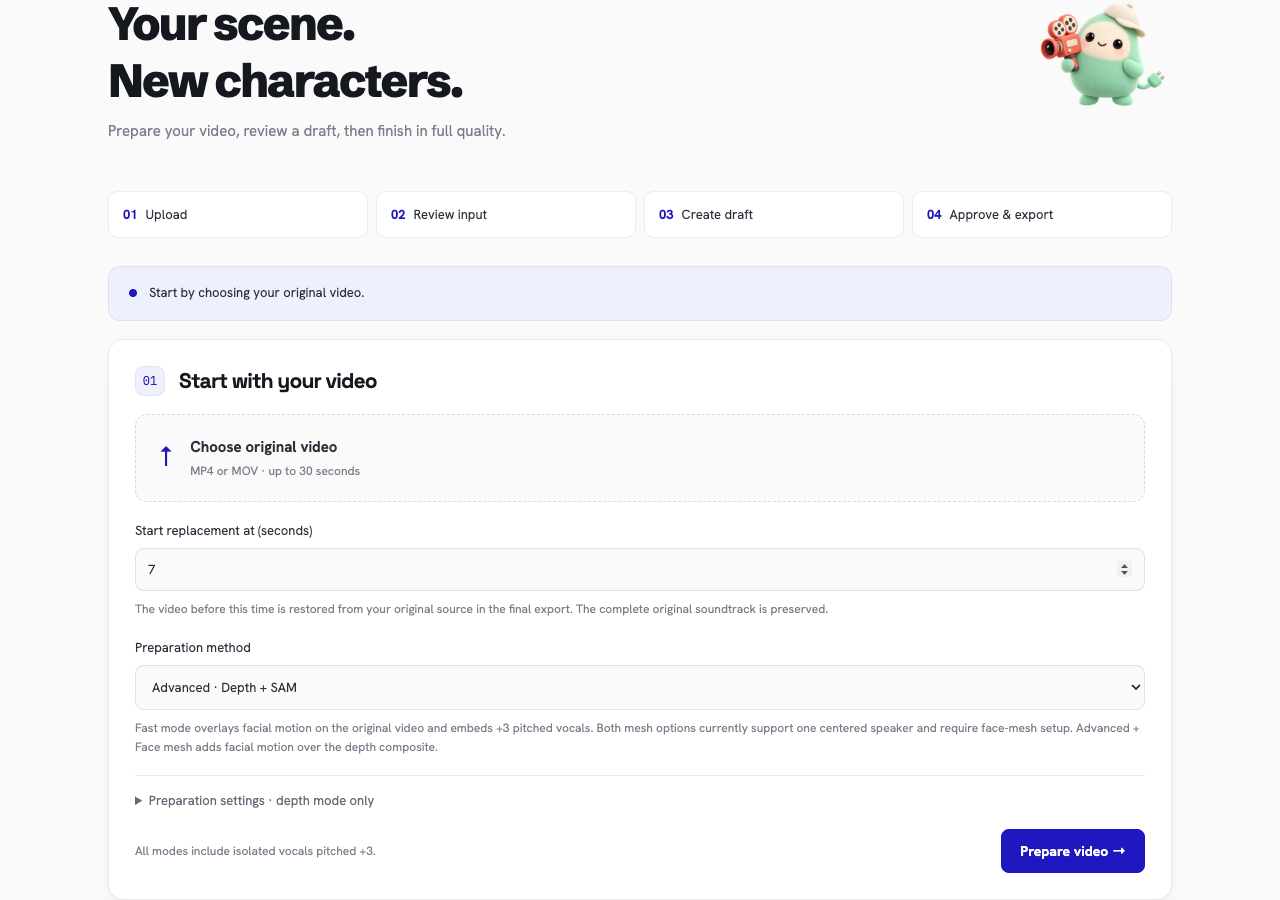 Your scene.
New characters.
Prepare your video, review a draft, then finish in full quality.
01 Upload
02 Review input
03 Create draft
04 Approve & export
Start by choosing your original video.
01 Start with your video
↑ Choose original video
MP4 or MOV · up to 30 seconds
Start replacement at (seconds)
7
The video before this time is restored from your original source in the final export. The complete original soundtrack is preserved.
Preparation method
Advanced · Depth + SAM
Fast mode overlays facial motion on the original video and embeds +3 pitched vocals. Both mesh options currently support one centered speaker and require face-mesh setup. Advanced +
Face mesh adds facial motion over the depth composite.
Preparation settings · depth mode only
All modes include isolated vocals pitched +3.
Prepare video →